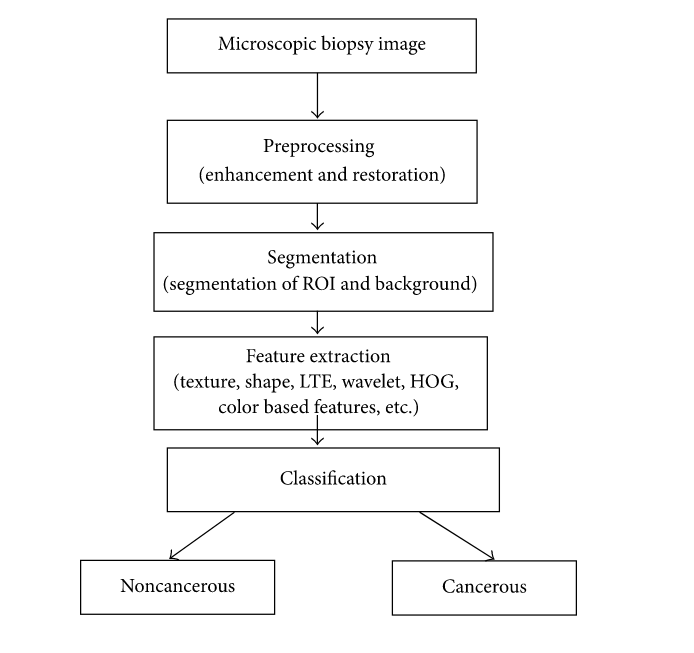 Microscopic biopsy image
Preprocessing
(enhancement and restoration)
Segmentation
(segmentation of ROI and background)
Feature extraction
(texture, shape, LTE, wavelet, HOG,
color based features, etc.)
Classification
Noncancerous
Cancerous